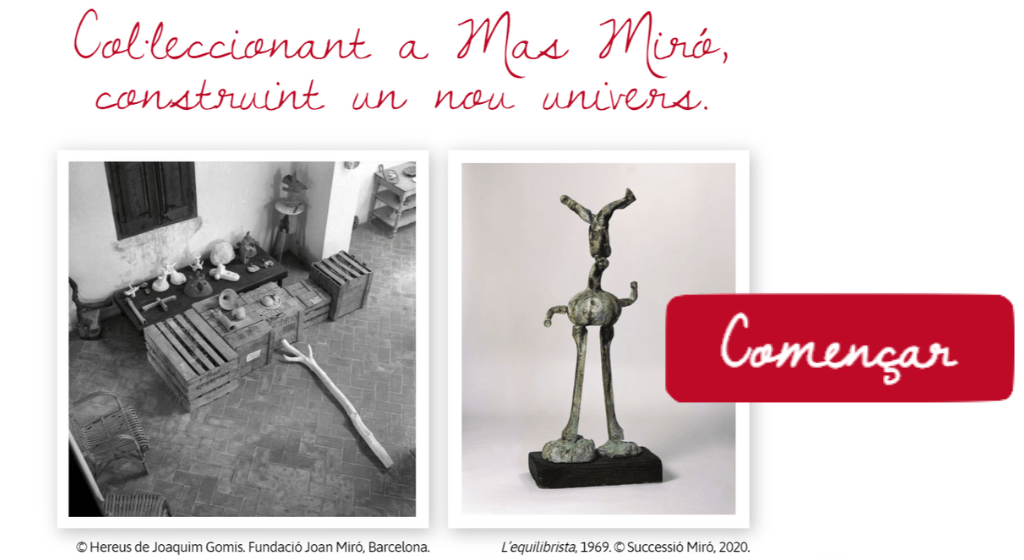 Col·leccionant a Mas Miró,
construint un nou univers.
Començar
© Hereus de Joaquim Gomis. Fundació Joan Miró, Barcelona.
L'equilibrista, 1969. © Successió Miró, 2020.